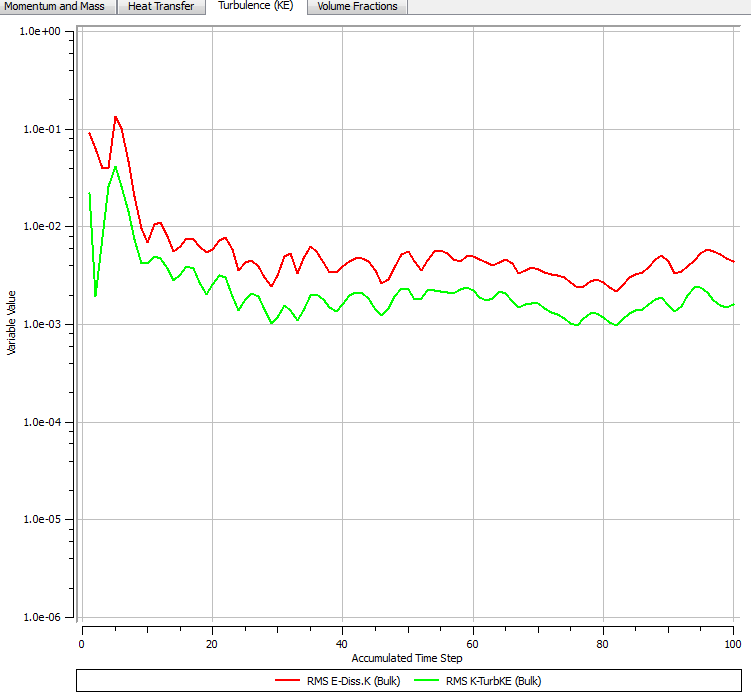 Momentum and Mass Heat Transfer Turbulence (KE) Volume Fractions
1.0e+00
1.0e-01
1.0e-02
1.0e-03
1.0e-04
1.0e-05
1.0e-06
Variable Value
0 20 40 60 80 100
Accumulated Time Step
RMS E-Diss.K (Bulk) RMS K-TurbKE (Bulk)